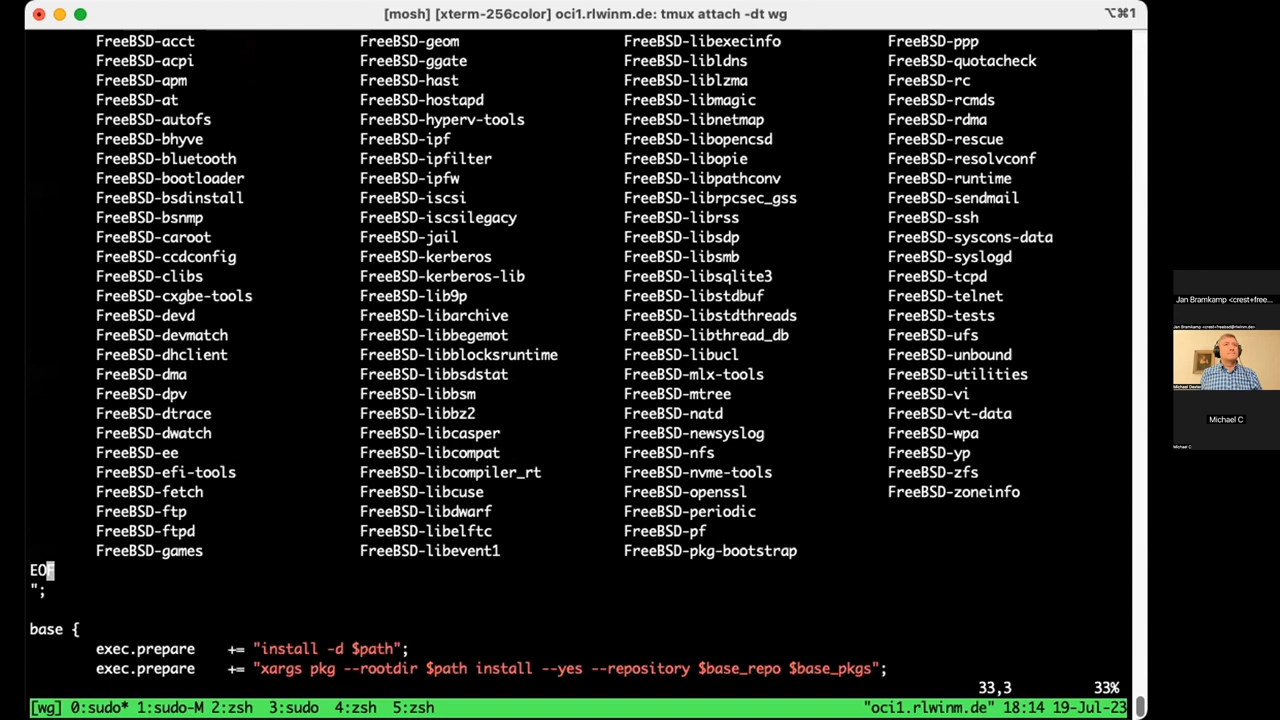 [mosh] [xterm-256color] oci1.rlwinm.de: tmux attach -dt wg ⌥⌘1
FreeBSD-acct FreeBSD-geom FreeBSD-libexecinfo FreeBSD-ppp
FreeBSD-acpi FreeBSD-ggate FreeBSD-libldns FreeBSD-quotacheck
FreeBSD-apm FreeBSD-hast FreeBSD-liblzma FreeBSD-rc
FreeBSD-at FreeBSD-hostapd FreeBSD-libmagic FreeBSD-rcmds
FreeBSD-autofs FreeBSD-hyperv-tools FreeBSD-libnetmap FreeBSD-rdma
FreeBSD-bhyve FreeBSD-ipf FreeBSD-libopencsd FreeBSD-rescue
FreeBSD-bluetooth FreeBSD-ipfilter FreeBSD-libopie FreeBSD-resolvconf
FreeBSD-bootloader FreeBSD-ipfw FreeBSD-libpathconv FreeBSD-runtime
FreeBSD-bsdinstall FreeBSD-iscsi FreeBSD-librpcsec_gss FreeBSD-sendmail
FreeBSD-bsnmp FreeBSD-iscsilegacy FreeBSD-librss FreeBSD-ssh
FreeBSD-caroot FreeBSD-jail FreeBSD-libsdp FreeBSD-syscons-data
FreeBSD-ccdconfig FreeBSD-kerberos FreeBSD-libsmb FreeBSD-syslogd
FreeBSD-clibs FreeBSD-kerberos-lib FreeBSD-libsqlite3 FreeBSD-tcpd
FreeBSD-cxgbe-tools FreeBSD-lib9p FreeBSD-libstdbuf FreeBSD-telnet
FreeBSD-devd FreeBSD-libarchive FreeBSD-libstdthreads FreeBSD-tests
FreeBSD-devmatch FreeBSD-libbegemot FreeBSD-libthread_db FreeBSD-ufs
FreeBSD-dhclient FreeBSD-libblocksruntime FreeBSD-libucl FreeBSD-unbound
FreeBSD-dma FreeBSD-libbsdstat FreeBSD-mlx-tools FreeBSD-utilities
FreeBSD-dpv FreeBSD-libbsm FreeBSD-mtree FreeBSD-vi
FreeBSD-dtrace FreeBSD-libbz2 FreeBSD-natd FreeBSD-vt-data
FreeBSD-dwatch FreeBSD-libcasper FreeBSD-newsyslog FreeBSD-wpa
FreeBSD-ee FreeBSD-libcompat FreeBSD-nfs FreeBSD-yp
FreeBSD-efi-tools FreeBSD-libcompiler_rt FreeBSD-nvme-tools FreeBSD-zfs
FreeBSD-fetch FreeBSD-libcuse FreeBSD-openssl FreeBSD-zoneinfo
FreeBSD-ftp FreeBSD-libdwarf FreeBSD-periodic
FreeBSD-ftpd FreeBSD-libelftc FreeBSD-pf
FreeBSD-games FreeBSD-libevent1 FreeBSD-pkg-bootstrap
EOF
";
base {
exec.prepare += "install -d $path";
exec.prepare += "xargs pkg --rootdir $path install --yes --repository $base_repo $base_pkgs";
33,3 33%
[wg] 0:sudo* 1:sudo-M 2:zsh 3:sudo 4:zsh 5:zsh "oci1.rlwinm.de" 18:14 19-Jul-23
Jan Bramkamp <crest+free...
Jan Bramkamp <crest+freebsd@rlwinm.de>
Michael Dexter
Michael C
Michael C